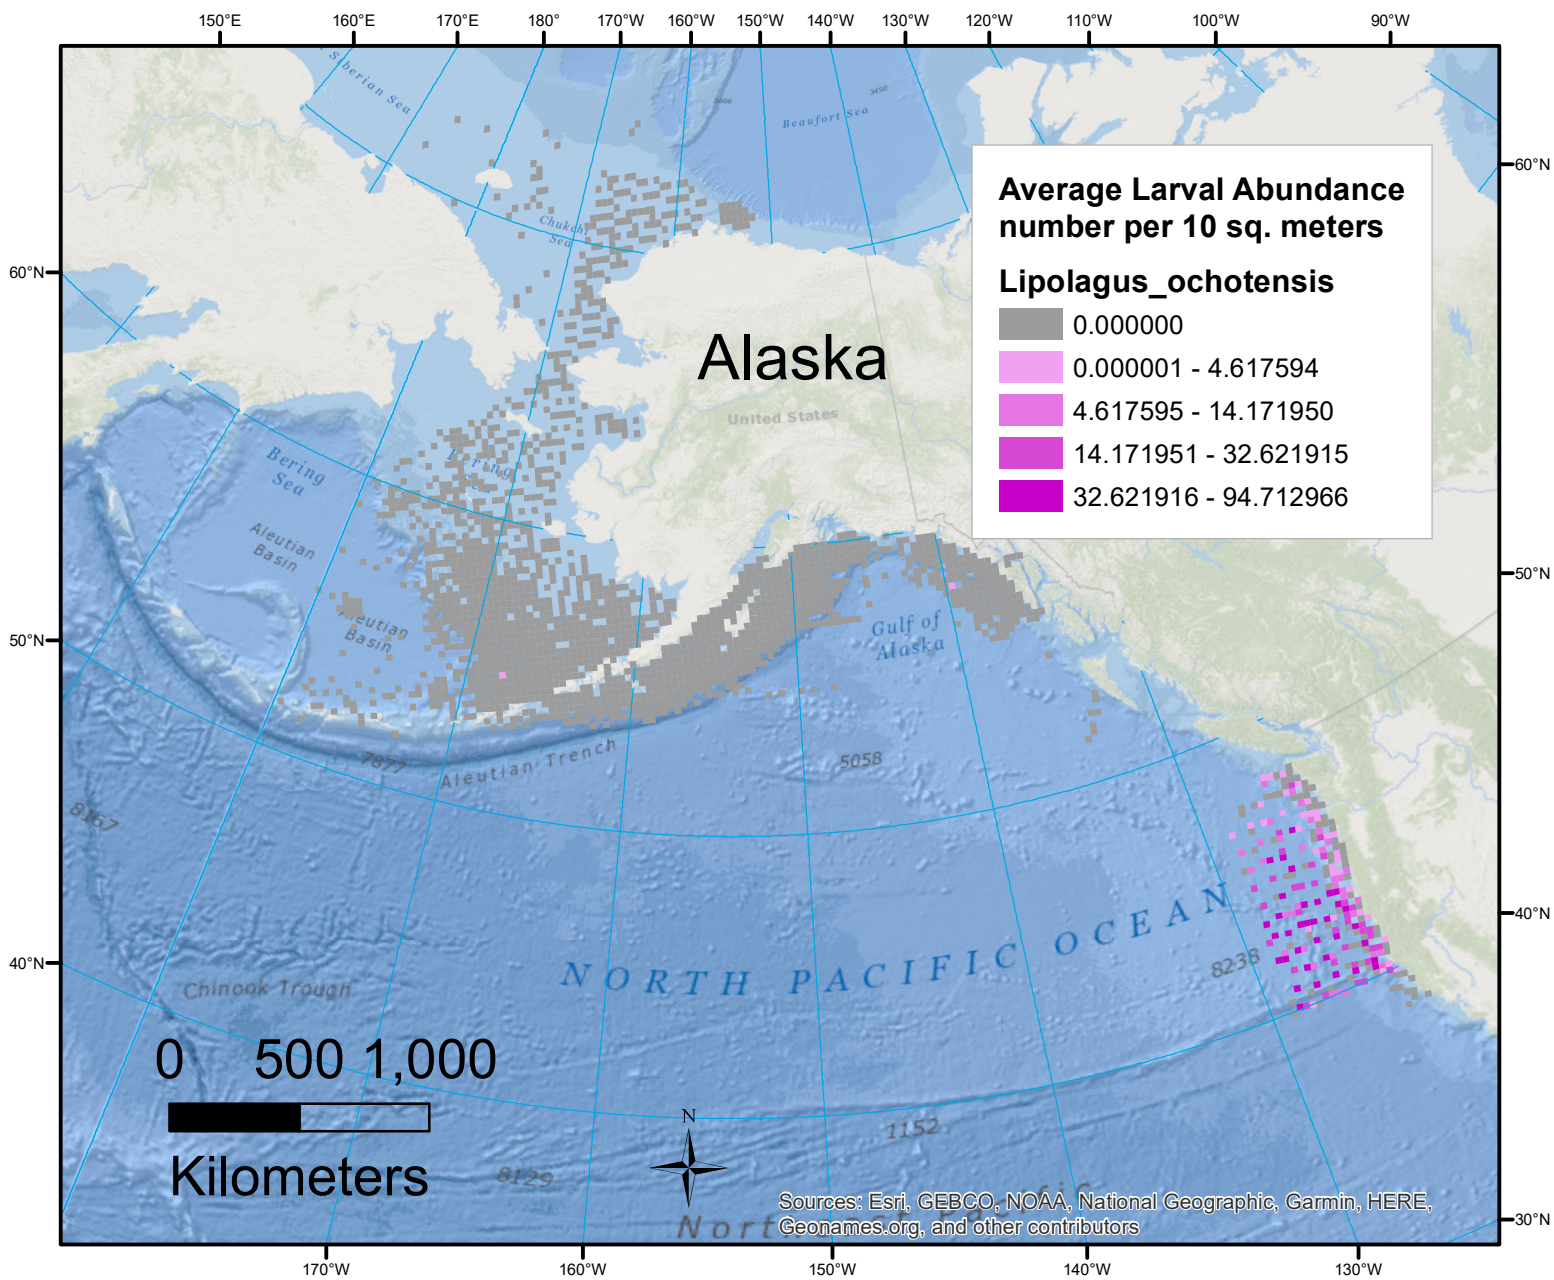 150°E 160°E 170°E 180° 170°W 160°W 150°W 140°W 130°W 120°W 110°W 100°W 90°W
Siberian Sea
3866
3450
Beaufort Sea
60°N
Average Larval Abundance
number per 10 sq. meters
Lipolagus_ochotensis
0.000000
0.000001 - 4.617594
4.617595 - 14.171950
14.171951 - 32.621915
32.621916 - 94.712966
Chukchi
Sea
60°N
Alaska
United States
Bering
Sea
Aleutian
Basin
50°N
Aleutian
Basin
Gulf of
Alaska
50°N
7877
Aleutian Trench
5058
8167
40°N
NORTH PACIFIC OCEAN
8238
40°N
Chinook Trough
0 500 1,000
Kilometers
N
1152
8129
Sources: Esri, GEBCO, NOAA, National Geographic, Garmin, HERE,
Geonames.org, and other contributors
30°N
170°W 160°W 150°W 140°W 130°W